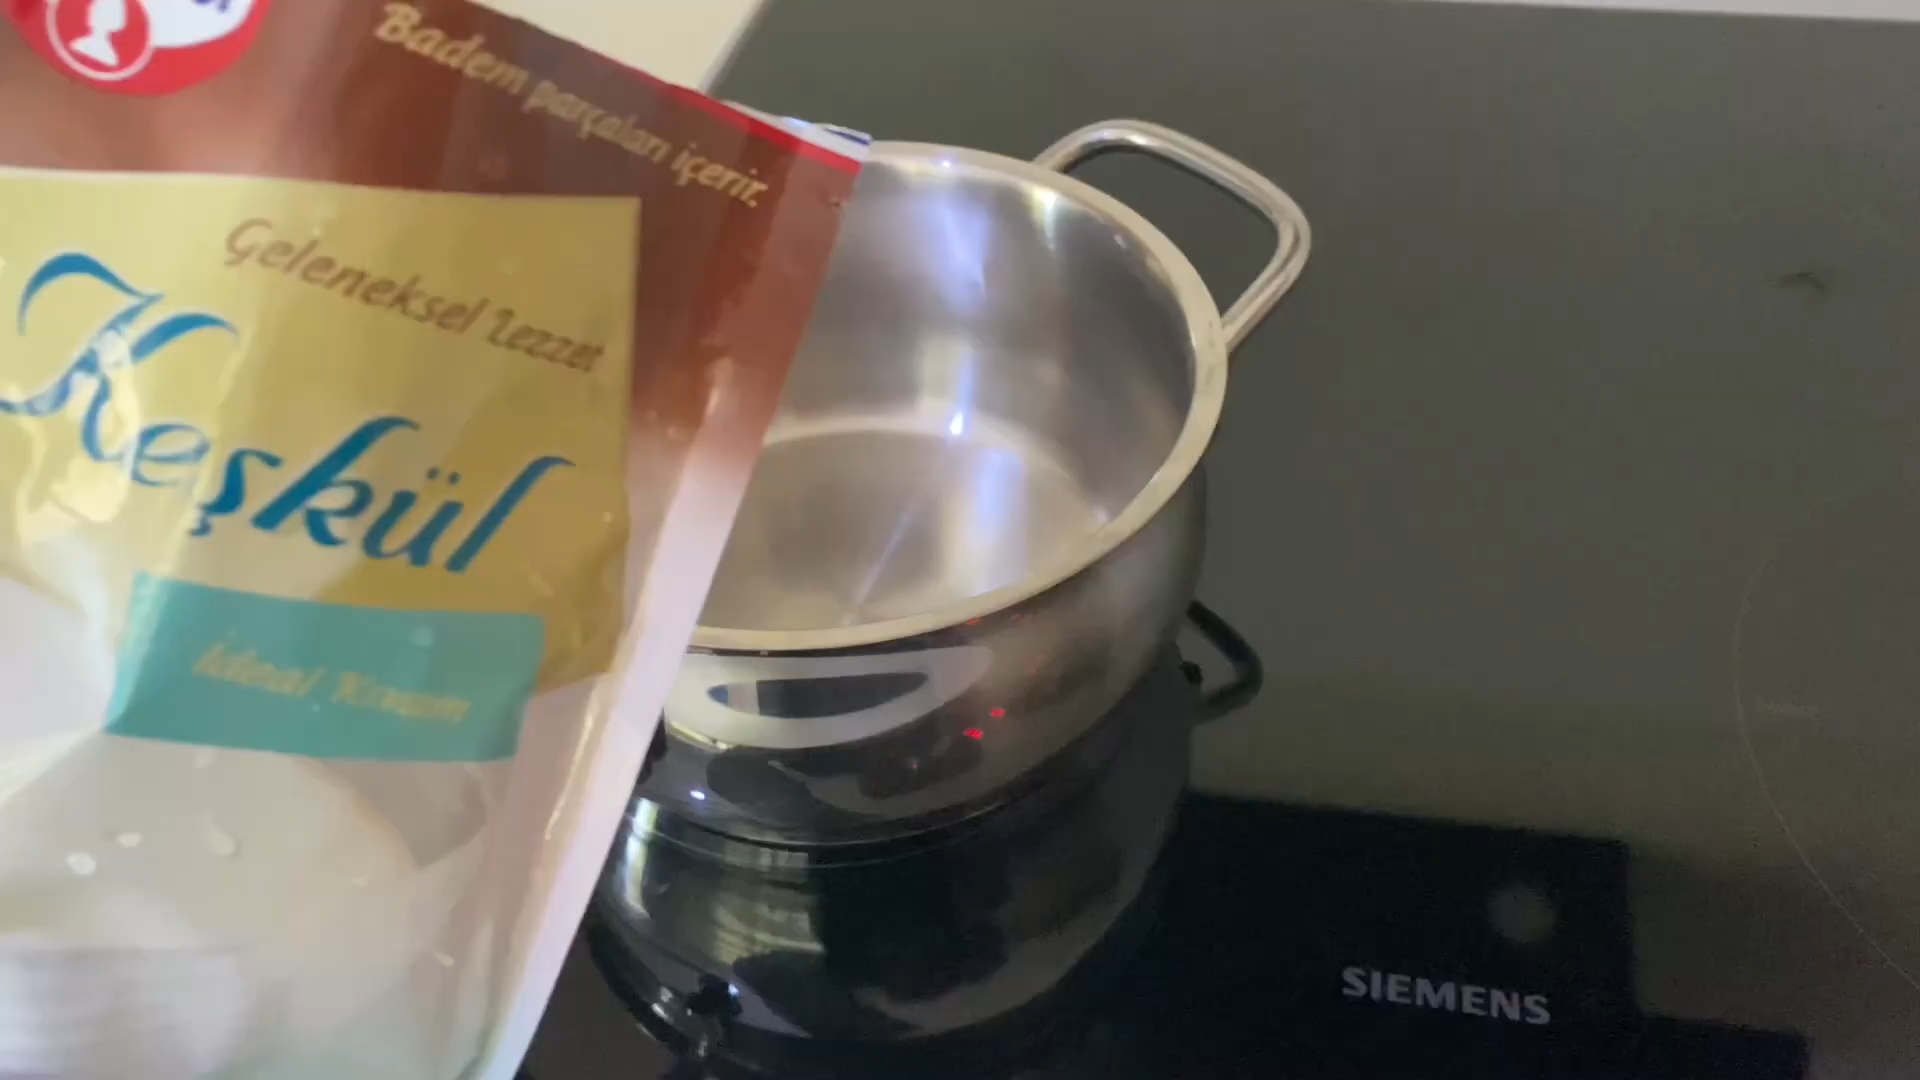 Badem parçaları içerir.
Geleneksel Lezzet
Keşkül
İdeal Kıvam
SIEMENS